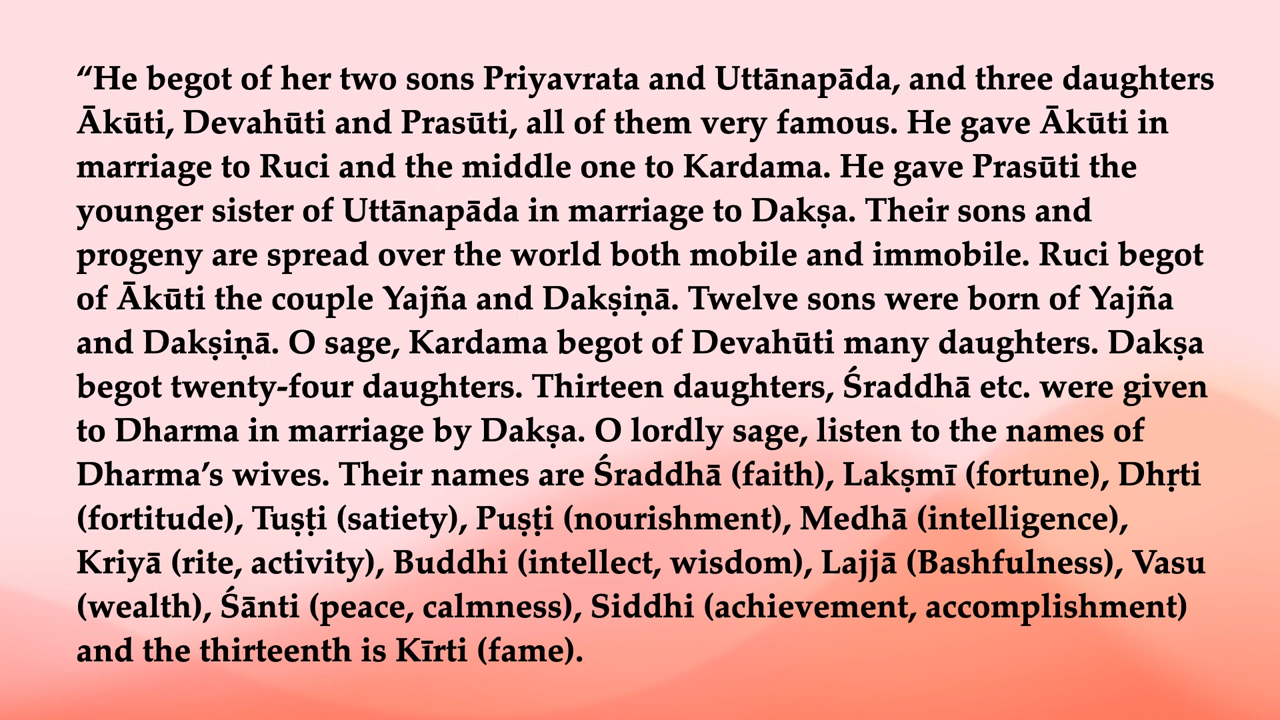 “He begot of her two sons Priyavrata and Uttānapāda, and three daughters
Ākūti, Devahūti and Prasūti, all of them very famous. He gave Ākūti in
marriage to Ruci and the middle one to Kardama. He gave Prasūti the
younger sister of Uttānapāda in marriage to Dakṣa. Their sons and
progeny are spread over the world both mobile and immobile. Ruci begot
of Ākūti the couple Yajña and Dakṣiṇā. Twelve sons were born of Yajña
and Dakṣiṇā. O sage, Kardama begot of Devahūti many daughters. Dakṣa
begot twenty-four daughters. Thirteen daughters, Śraddhā etc. were given
to Dharma in marriage by Dakṣa. O lordly sage, listen to the names of
Dharma’s wives. Their names are Śraddhā (faith), Lakṣmī (fortune), Dhṛti
(fortitude), Tuṣṭi (satiety), Puṣṭi (nourishment), Medhā (intelligence),
Kriyā (rite, activity), Buddhi (intellect, wisdom), Lajjā (Bashfulness), Vasu
(wealth), Śānti (peace, calmness), Siddhi (achievement, accomplishment)
and the thirteenth is Kīrti (fame).